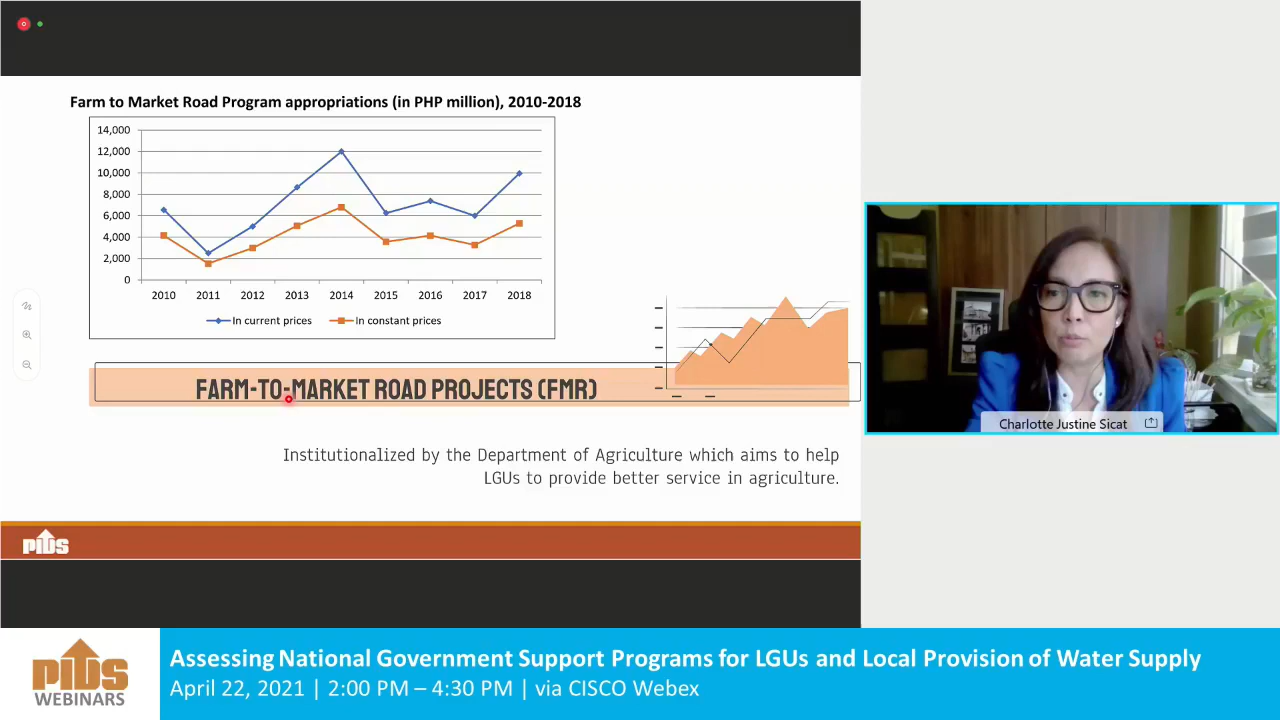 Farm to Market Road Program appropriations (in PHP million), 2010-2018
14,000
12,000
10,000
8,000
6,000
4,000
2,000
0
2010 2011 2012 2013 2014 2015 2016 2017 2018
In current prices In constant prices
FARM-TO-MARKET ROAD PROJECTS (FMR)
Institutionalized by the Department of Agriculture which aims to help
LGUs to provide better service in agriculture.
PIDS
Charlotte Justine Sicat
PIDS
WEBINARS
Assessing National Government Support Programs for LGUs and Local Provision of Water Supply
April 22, 2021 | 2:00 PM – 4:30 PM | via CISCO Webex